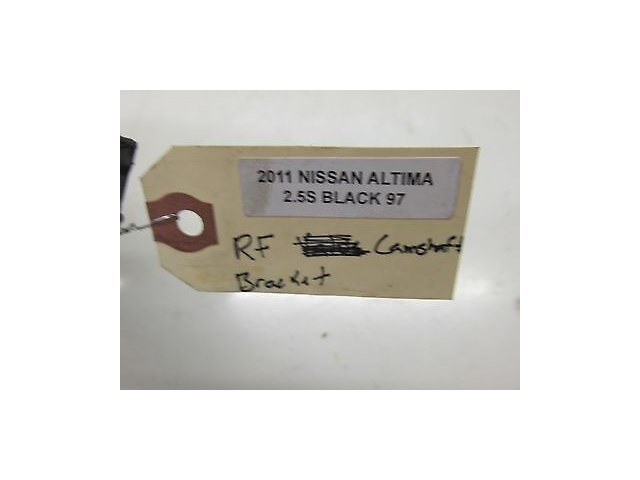 2011 NISSAN ALTIMA
2.5S BLACK 97
RF Camshaft
Bracket